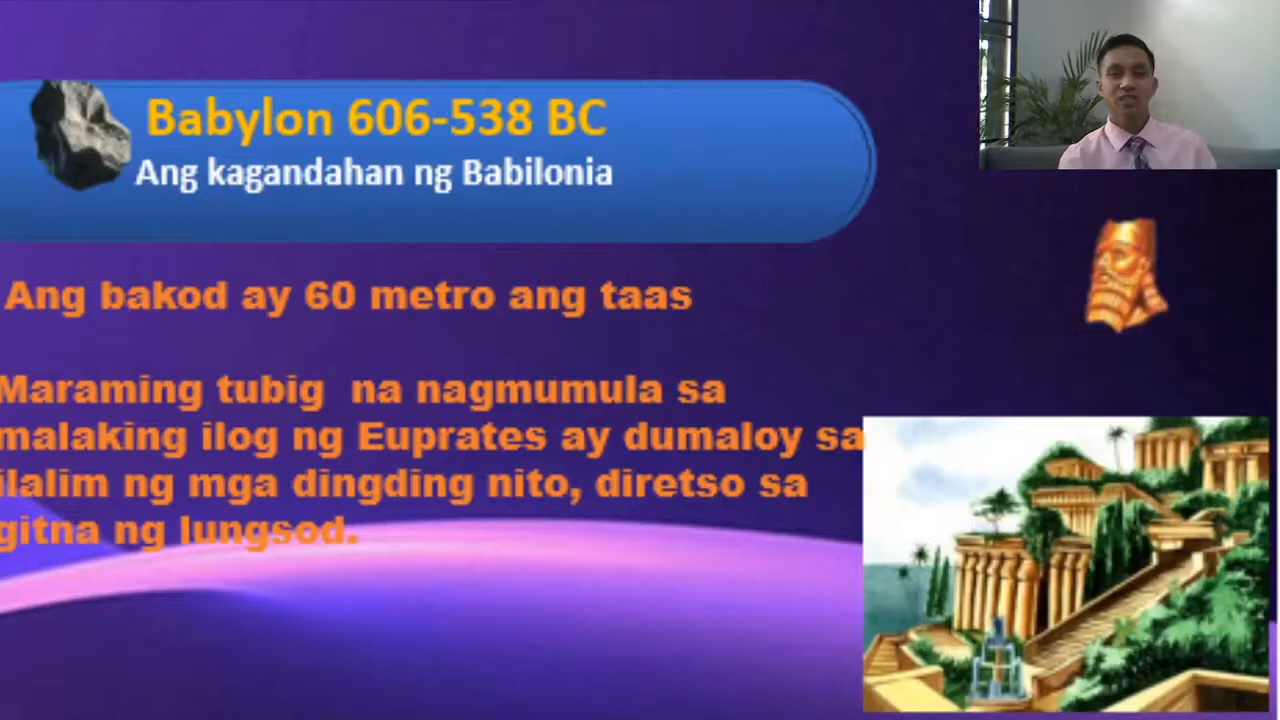 Babylon 606-538 BC
Ang kagandahan ng Babilonia
Ang bakod ay 60 metro ang taas
Maraming tubig na nagmumula sa
malaking ilog ng Euprates ay dumaloy sa
ilalim ng mga dingding nito, diretso sa
gitna ng lungsod.